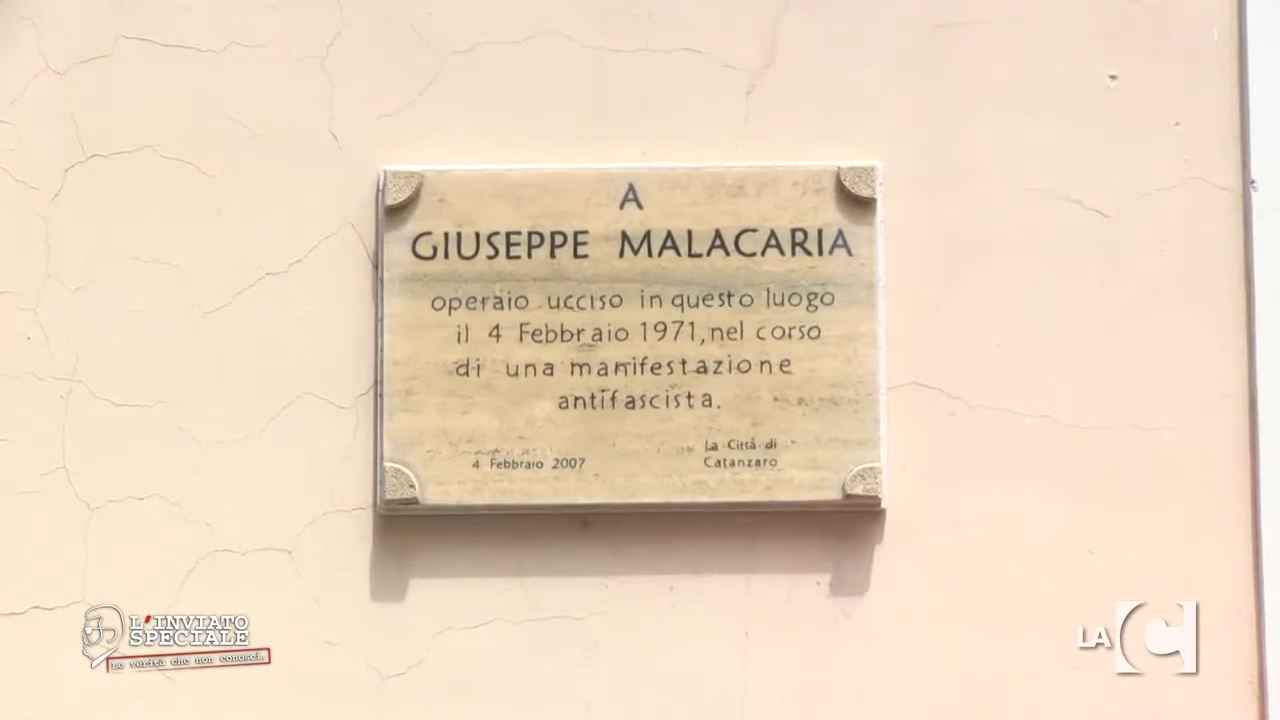 A
GIUSEPPE MALACARIA
operaio ucciso in questo luogo
il 4 Febbraio 1971, nel corso
di una manifestazione
antifascista.
4 Febbraio 2007
La Città di
Catanzaro
L'INVIATO
SPECIALE
Le verità che non conosci.
LA C